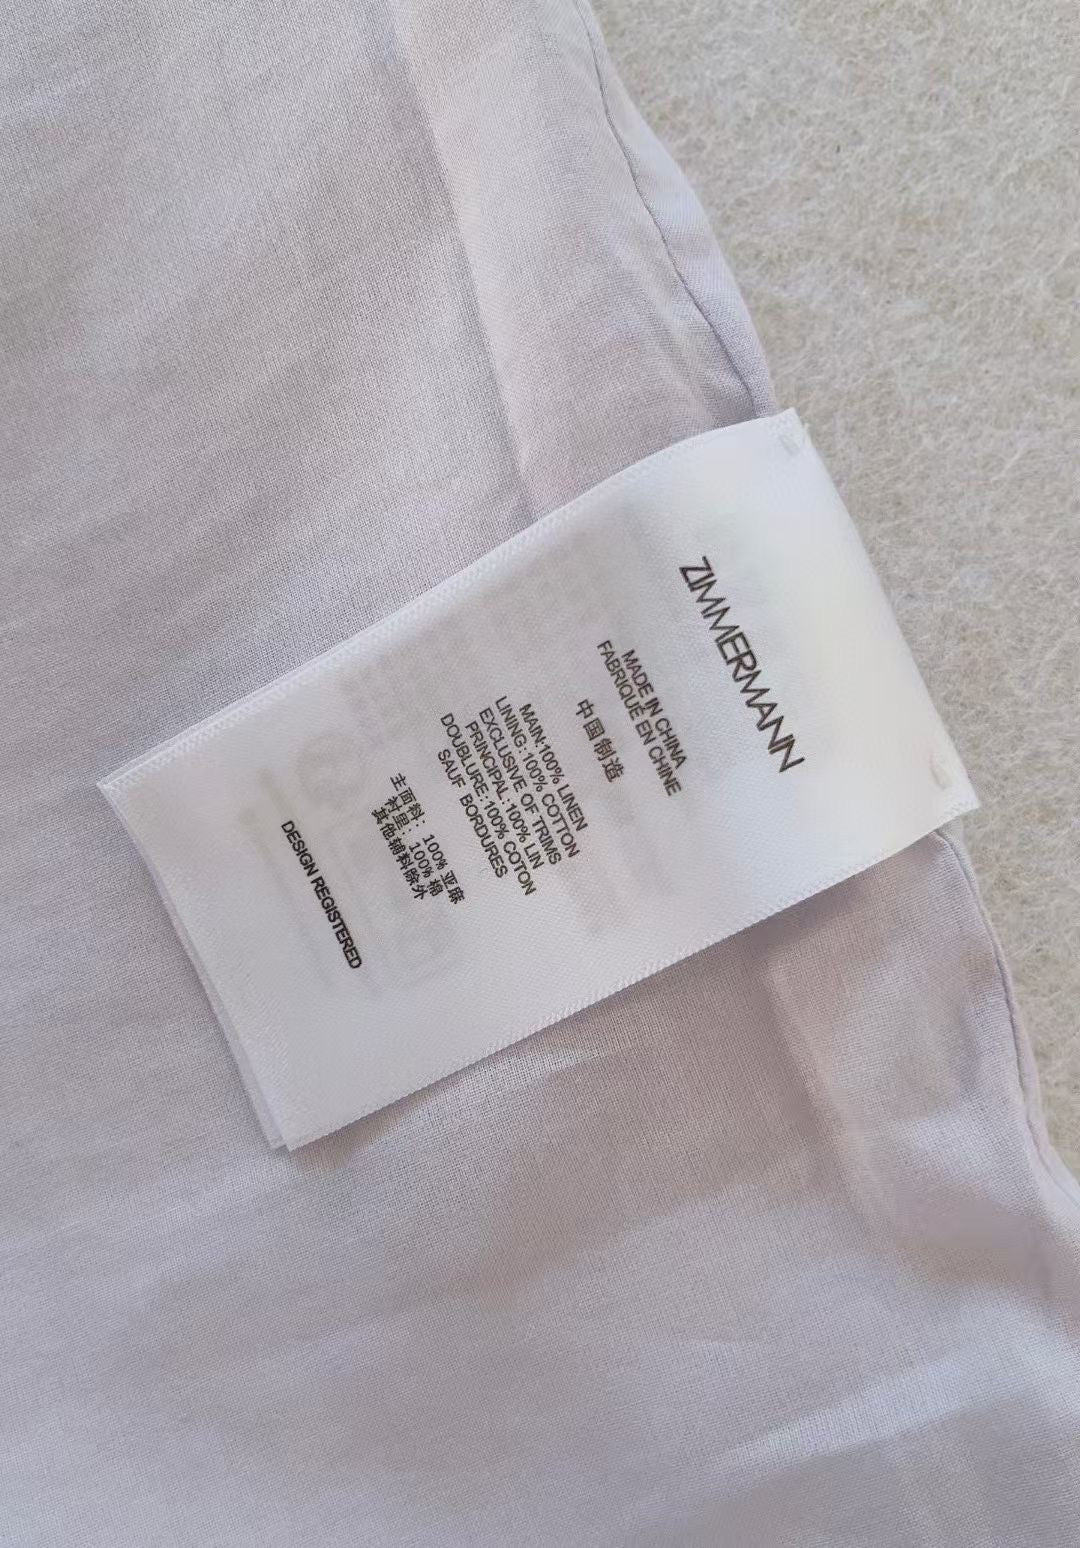 ZIMMERMANN
MADE IN CHINA
FABRIQUÉ EN CHINE
中国制造
MAIN:100% LINEN
LINING:100% COTTON
EXCLUSIVE OF TRIMS
PRINCIPAL:100% LIN
DOUBLURE:100% COTON
SAUF BORDURES
主面料：100% 亚麻
衬里：100% 棉
其他辅料除外
DESIGN REGISTERED